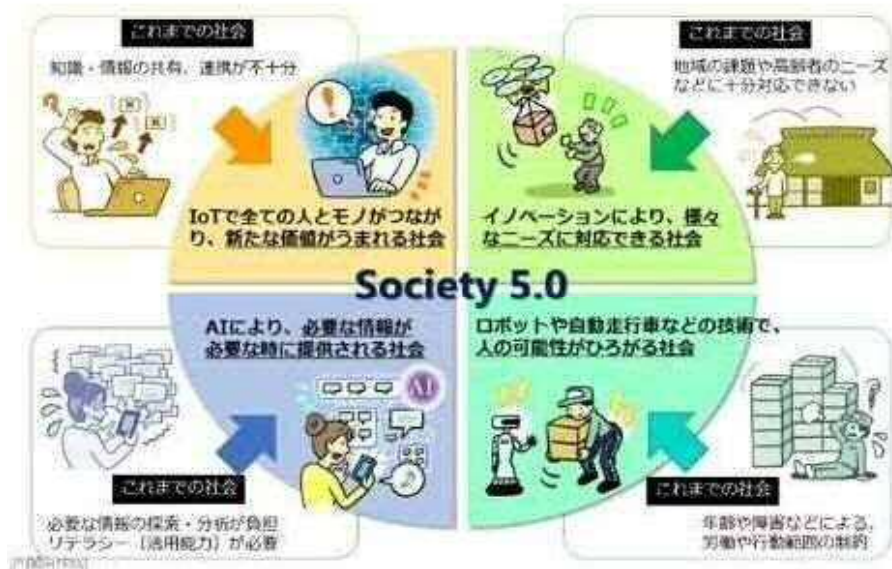 これまでの社会
知識・情報の共有、連携が不十分
IoTで全ての人とモノがつなが
り、新たな価値がうまれる社会
これまでの社会
地域の課題や高齢者のニーズ
などに十分対応できない
イノベーションにより、様々
なニーズに対応できる社会
Society 5.0
AIにより、必要な情報が
必要な時に提供される社会
AI
これまでの社会
必要な情報の探索・分析が負担
リテラシー（活用能力）が必要
ロボットや自動走行車などの技術で、
人の可能性がひろがる社会
これまでの社会
年齢や障害などによる、
労働や行動範囲の制約